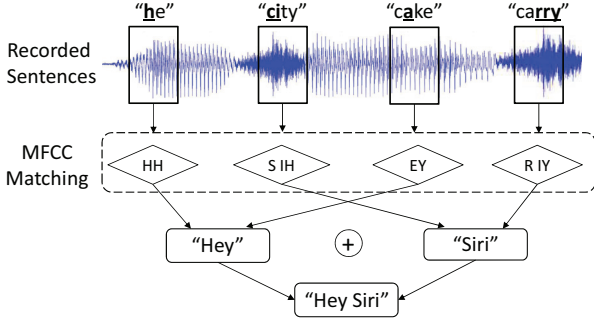 "he" "city" "cake" "carry"
Recorded
Sentences
MFCC
Matching
HH S IH EY R IY
"Hey" + "Siri"
"Hey Siri"